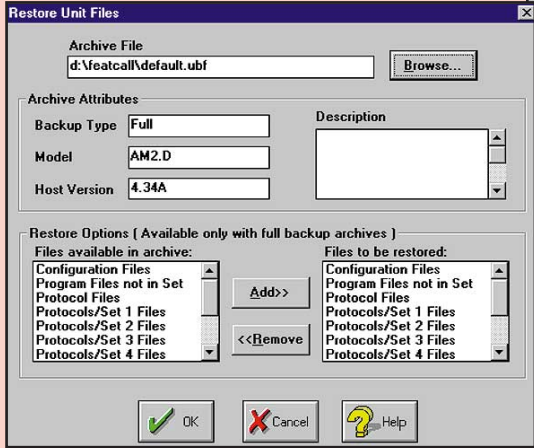 Restore Unit Files
Archive File
d:\featcall\default.ubf
Browse...
Archive Attributes
Backup Type Full
Description
Model AM2.D
Host Version 4.34A
Restore Options ( Available only with full backup archives )
Files available in archive:
Configuration Files
Program Files not in Set
Protocol Files
Protocols/Set 1 Files
Protocols/Set 2 Files
Protocols/Set 3 Files
Protocols/Set 4 Files
Add>>
<<Remove
Files to be restored:
Configuration Files
Program Files not in Set
Protocol Files
Protocols/Set 1 Files
Protocols/Set 2 Files
Protocols/Set 3 Files
Protocols/Set 4 Files
OK
Cancel
Help